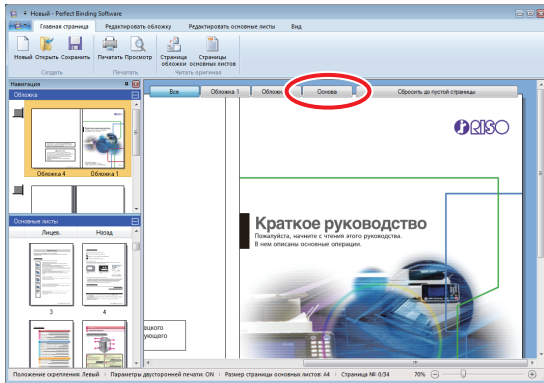 Новый - Perfect Binding Software
Главная страница Редактировать обложку Редактировать основные листы Вид
Новый Открыть Сохранить Печатать Просмотр Страница обложки Страницы основных листов
Создать Печатать Читать оригинал
Навигация
Обложка
Обложка 4 Обложка 1
Основные листы
Лицев. Назад
3 4
Все Обложка 1 Обложк Основа Сбросить до пустой страницы
RISO
Краткое руководство
Пожалуйста, начните с чтения этого руководства.
В нем описаны основные операции.
ецкого
ующего
Положение скрепления: Левый Параметры двусторонней печати: ON Размер страницы основных листов: A4 Страница №: 0/34 70%